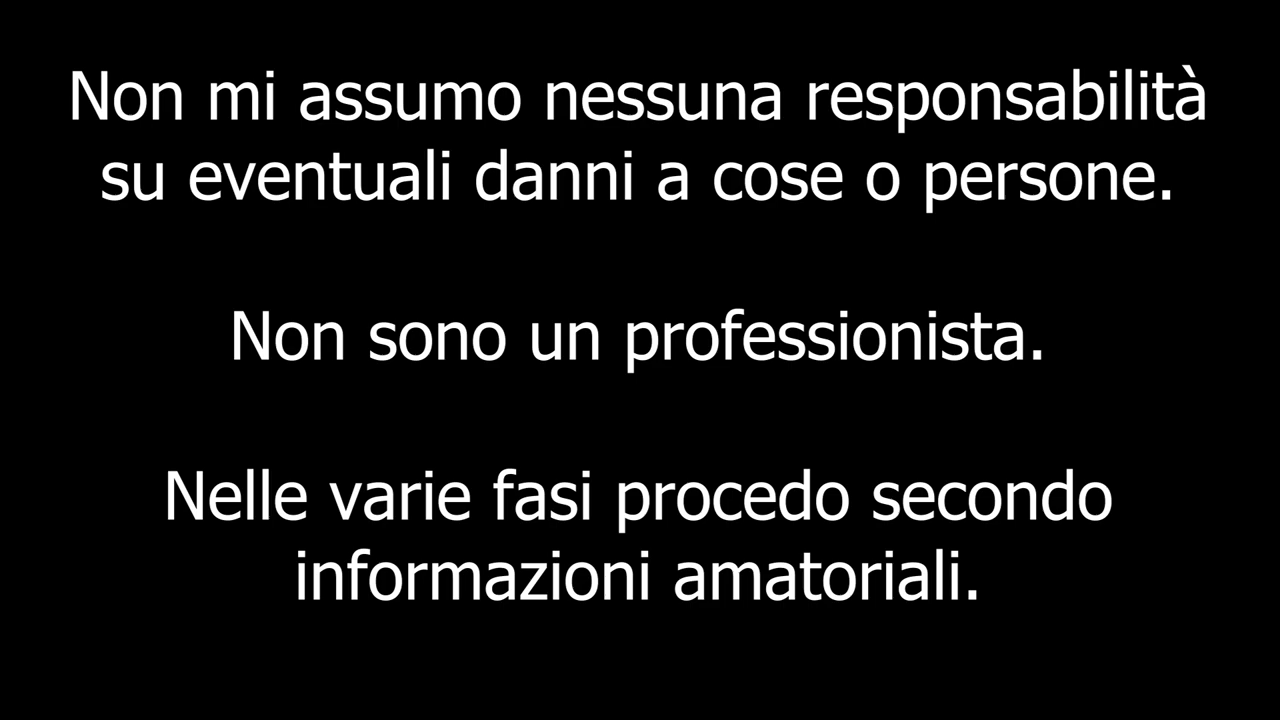 Non mi assumo nessuna responsabilità
su eventuali danni a cose o persone.
Non sono un professionista.
Nelle varie fasi procedo secondo
informazioni amatoriali.